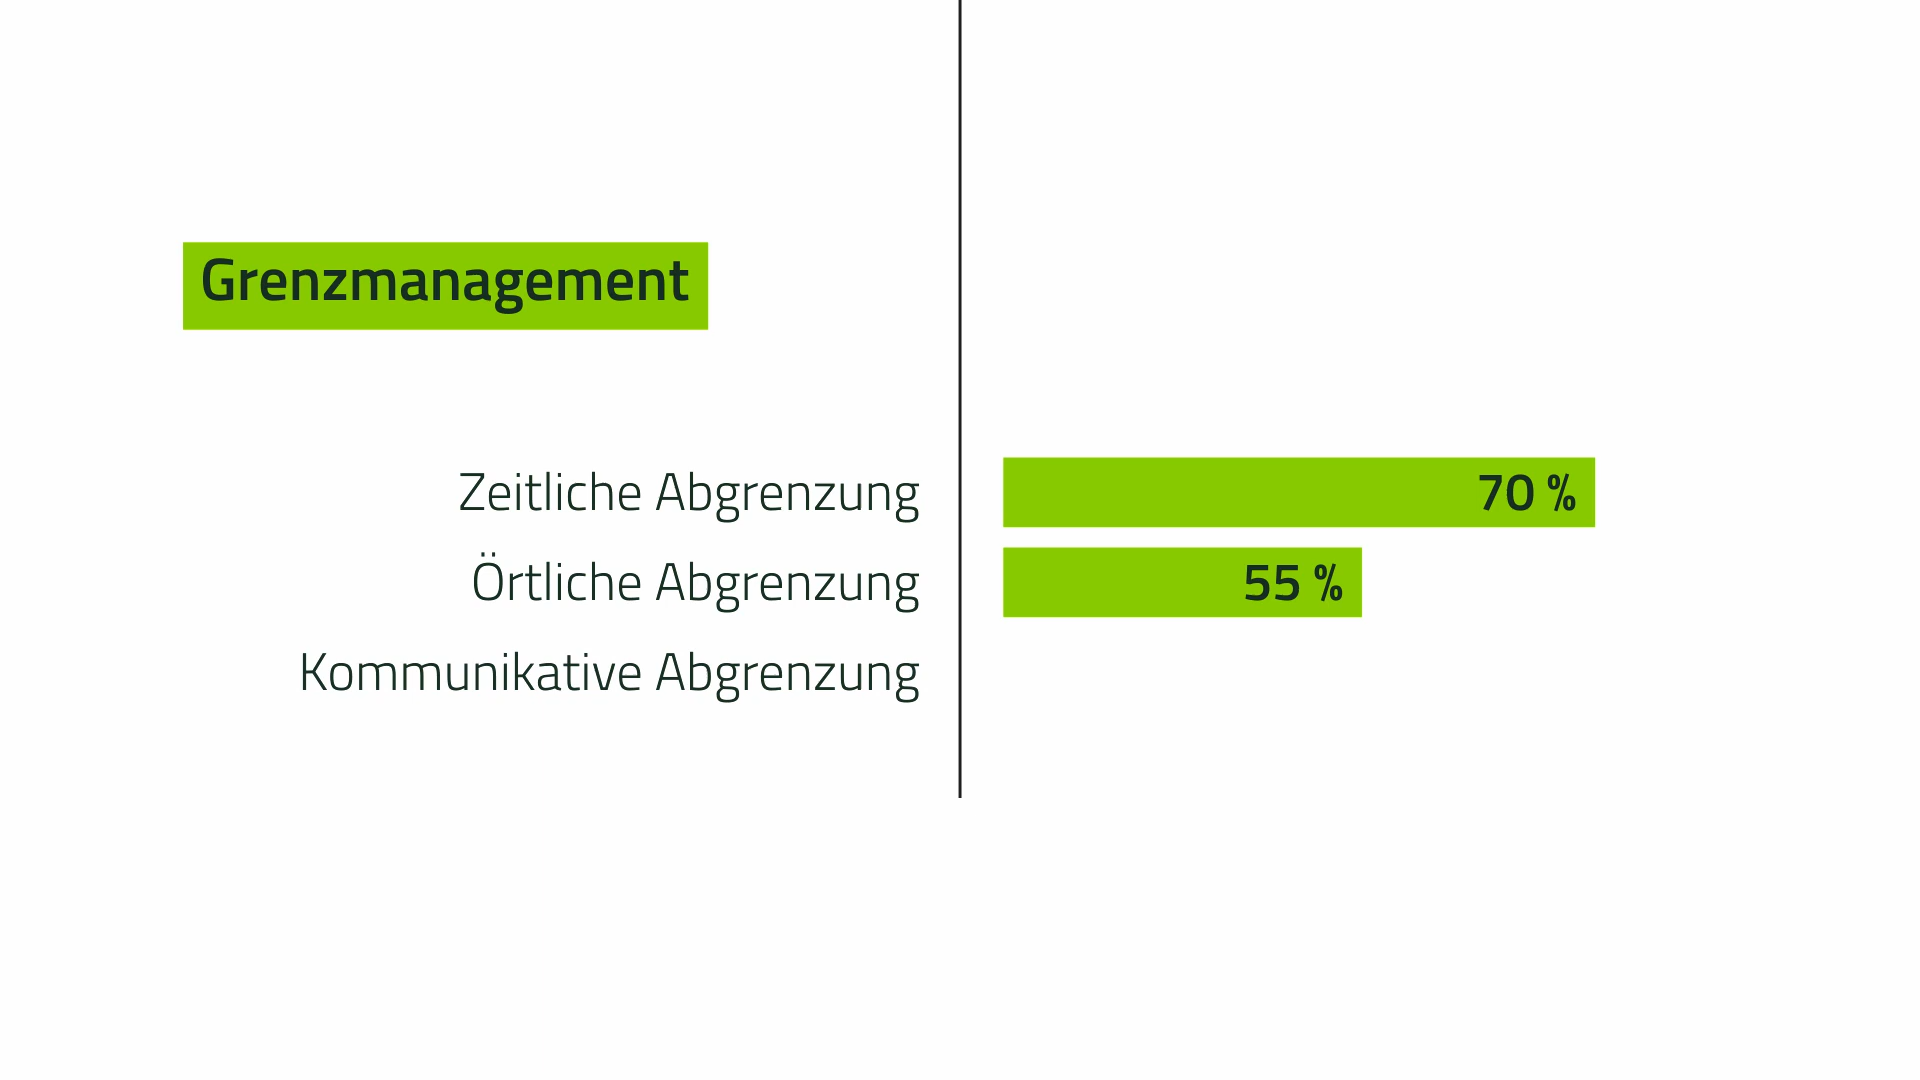 Grenzmanagement
Zeitliche Abgrenzung 70 %
Örtliche Abgrenzung 55 %
Kommunikative Abgrenzung